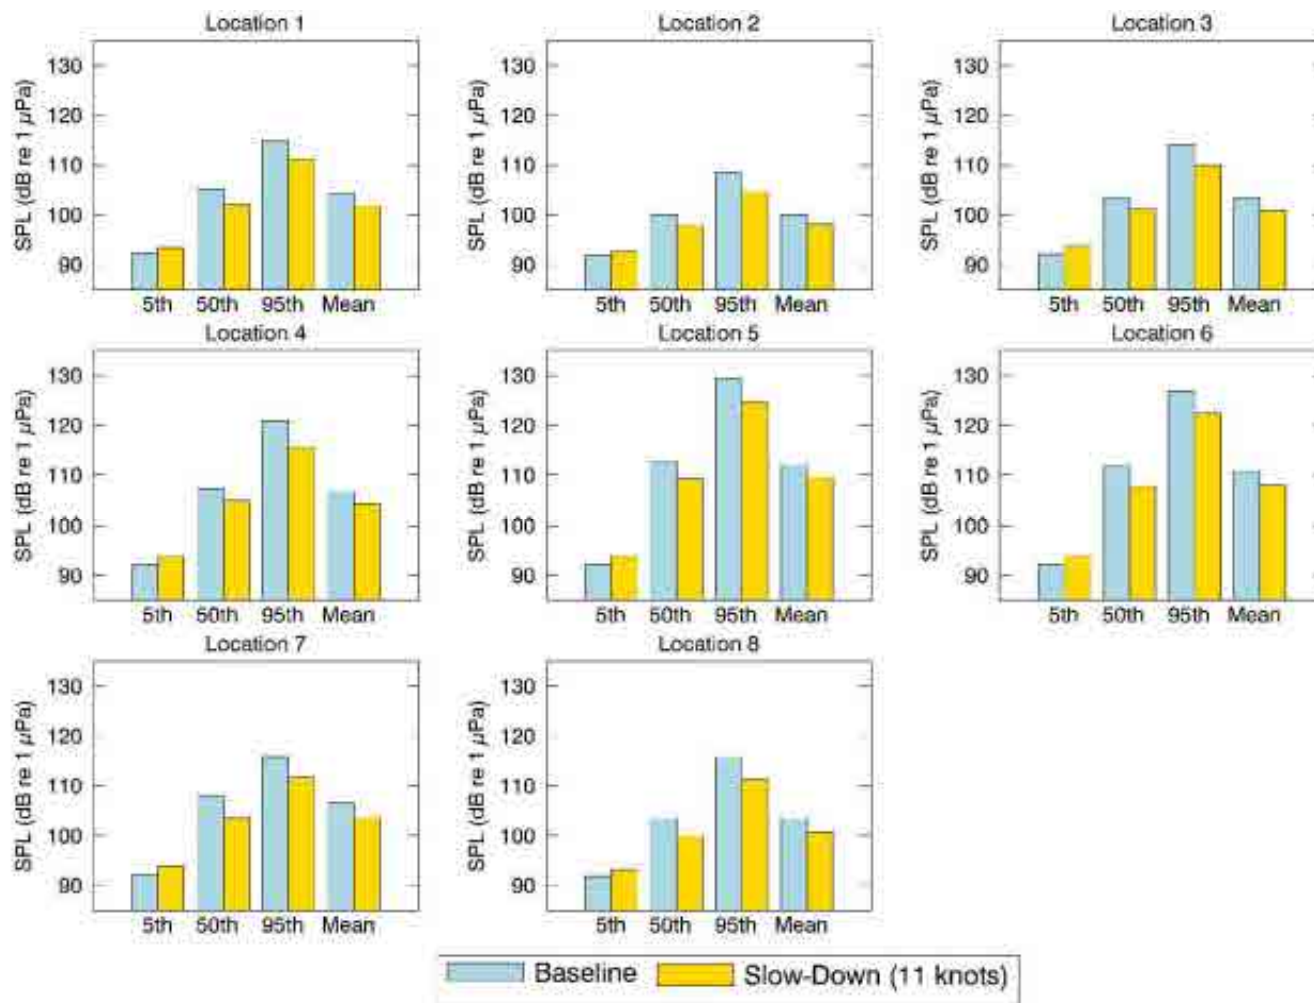 Location 1
Location 2
Location 3
SPL (dB re 1 µPa)
130
120
110
100
90
5th 50th 95th Mean
SPL (dB re 1 µPa)
130
120
110
100
90
5th 50th 95th Mean
SPL (dB re 1 µPa)
130
120
110
100
90
5th 50th 95th Mean
Location 4
Location 5
Location 6
SPL (dB re 1 µPa)
130
120
110
100
90
5th 50th 95th Mean
SPL (dB re 1 µPa)
130
120
110
100
90
5th 50th 95th Mean
SPL (dB re 1 µPa)
130
120
110
100
90
5th 50th 95th Mean
Location 7
Location 8
SPL (dB re 1 µPa)
130
120
110
100
90
5th 50th 95th Mean
SPL (dB re 1 µPa)
130
120
110
100
90
5th 50th 95th Mean
Baseline Slow-Down (11 knots)